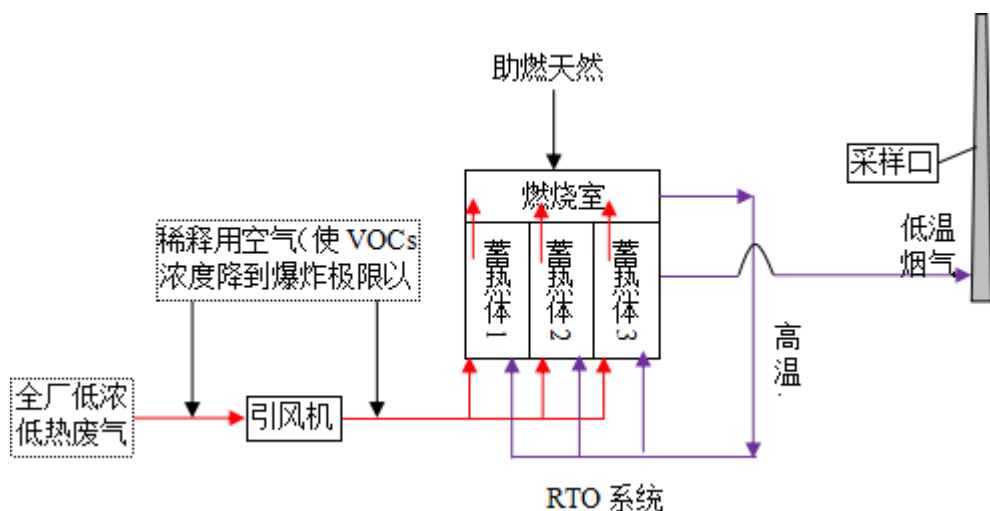 助燃天然
采样口
燃烧室
稀释用空气(使 VOCs
浓度降到爆炸极限以
低温
烟气
蓄热体1
蓄热体2
蓄热体3
高温
全厂低浓
低热废气
引风机
RTO 系统